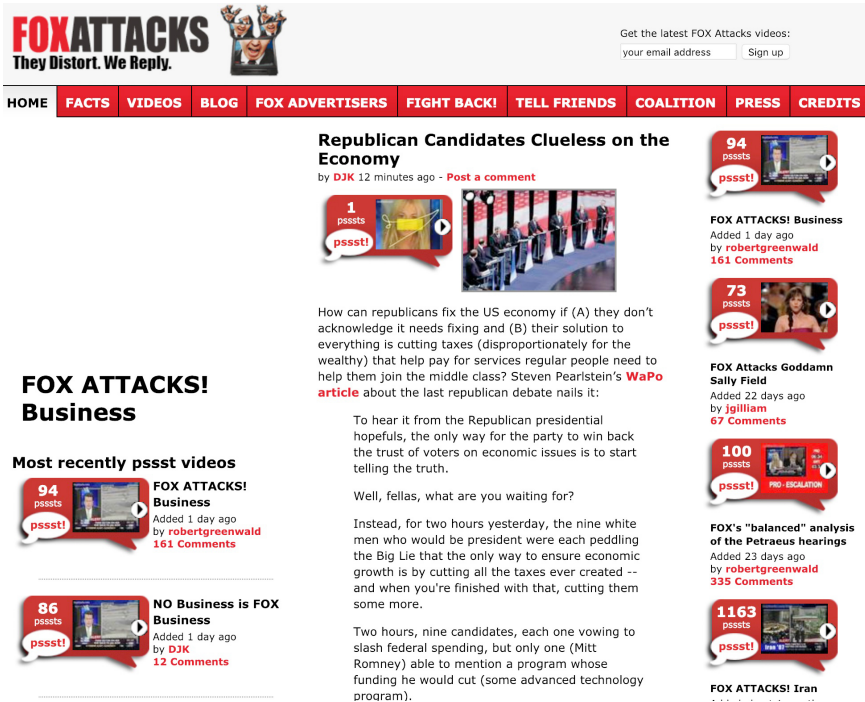 FOXATTACKS
They Distort. We Reply.
Get the latest FOX Attacks videos:
your email address Sign up
HOME FACTS VIDEOS BLOG FOX ADVERTISERS FIGHT BACK! TELL FRIENDS COALITION PRESS CREDITS
FOX ATTACKS!
Business
Most recently pssst videos
94
psssts
pssst!
FOX ATTACKS!
Business
Added 1 day ago
by robertgreenwald
161 Comments
86
psssts
pssst!
NO Business is FOX
Business
Added 1 day ago
by DJK
12 Comments
Republican Candidates Clueless on the
Economy
by DJK 12 minutes ago - Post a comment
1
psssts
pssst!
How can republicans fix the US economy if (A) they don’t
acknowledge it needs fixing and (B) their solution to
everything is cutting taxes (disproportionately for the
wealthy) that help pay for services regular people need to
help them join the middle class? Steven Pearlstein’s WaPo
article about the last republican debate nails it:
To hear it from the Republican presidential
hopefuls, the only way for the party to win back
the trust of voters on economic issues is to start
telling the truth.
Well, fellas, what are you waiting for?
Instead, for two hours yesterday, the nine white
men who would be president were each peddling
the Big Lie that the only way to ensure economic
growth is by cutting all the taxes ever created --
and when you're finished with that, cutting them
some more.
Two hours, nine candidates, each one vowing to
slash federal spending, but only one (Mitt
Romney) able to mention a program whose
funding he would cut (some advanced technology
program).
94
psssts
pssst!
FOX ATTACKS! Business
Added 1 day ago
by robertgreenwald
161 Comments
73
psssts
pssst!
FOX Attacks Goddamn
Sally Field
Added 22 days ago
by jgilliam
67 Comments
100
psssts
pssst!
PRO - ESCALATION
FOX's "balanced" analysis
of the Petraeus hearings
Added 23 days ago
by robertgreenwald
335 Comments
1163
psssts
pssst!
Iran '07
FOX ATTACKS! Iran